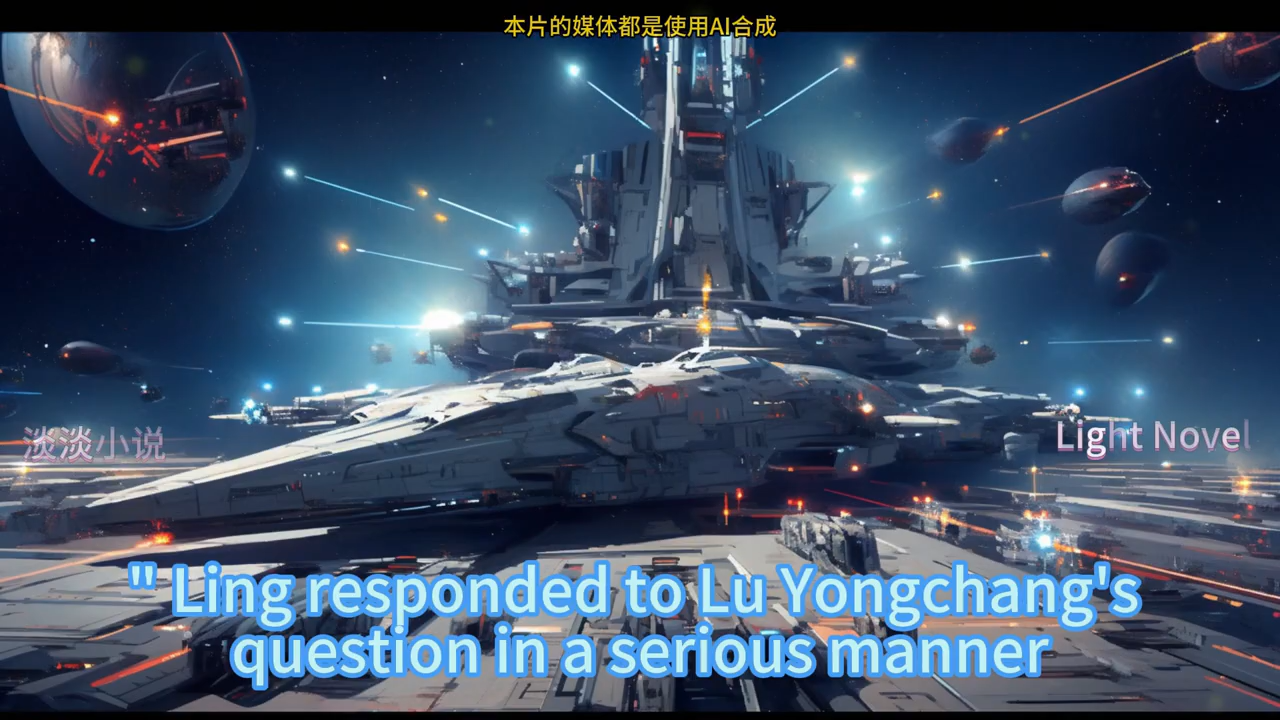 本片的媒体都是使用AI合成
淡淡小说
Light Novel
" Ling responded to Lu Yongchang's
question in a serious manner